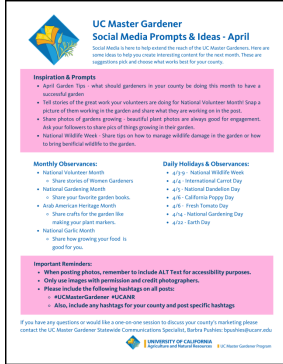 UC Master Gardener
Social Media Prompts & Ideas - April
Social Media is here to help extend the reach of the UC Master Gardeners. Here are
some ideas to help you create interesting content for the next month. These are
suggestions pick and choose what works best for your county.
Inspiration & Prompts
• April Garden Tips - what should gardeners in your county be doing this month to have a
successful garden
• Tell stories of the great work your volunteers are doing for National Volunteer Month! Snap a
picture of them working in the garden and share what they are working on in the post.
• Share photos of gardens growing - beautiful plant photos are always good for engagement.
Ask your followers to share pics of things growing in their garden.
• National Wildlife Week - Share tips on how to manage wildlife damage in the garden or how
to bring benificial wildlife to the garden.
Monthly Observances:
• National Volunteer Month
○ Share stories of Women Gardeners
• National Gardening Month
○ Share your favorite garden books.
• Arab American Heritage Month
○ Share crafts for the garden like
making your plant markers.
• National Garlic Month
○ Share how growing your food is
good for you.
Daily Holidays & Observances:
• 4/3-9 - National Wildlife Week
• 4/4 - International Carrot Day
• 4/5 - National Dandelion Day
• 4/6 - California Poppy Day
• 4/6 - Fresh Tomato Day
• 4/14 - National Gardening Day
• 4/22 - Earth Day
Important Reminders:
• When posting photos, remember to include ALT Text for accessibility purposes.
• Only use images with permission and credit photographers.
• Please include the following hashtags on all posts:
○ #UCMasterGardener #UCANR
○ Also, include any hashtags for your county and post specific hashtags
If you have any questions or would like a one-on-one session to discuss your county's marketing please
contact the UC Master Gardener Statewide Communications Specialist, Barbra Pushies: bpushies@ucanr.edu
UNIVERSITY OF CALIFORNIA
Agriculture and Natural Resources
UC Master Gardener Program